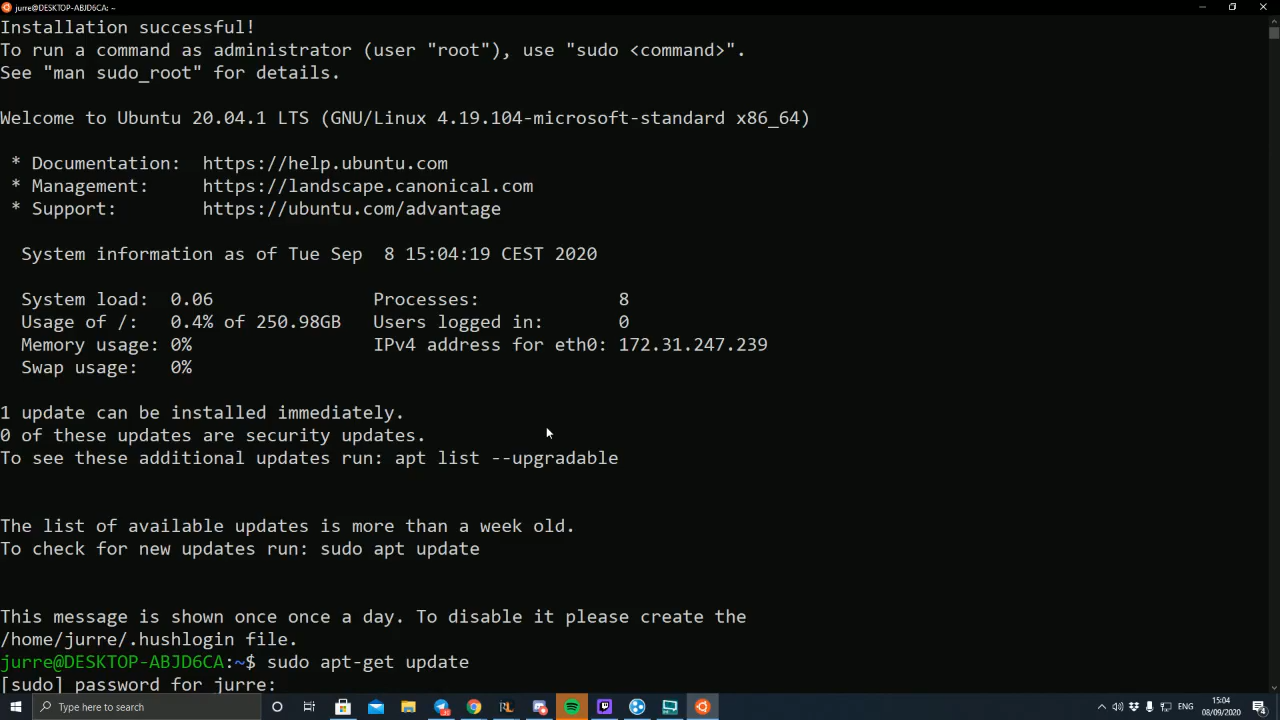 jurre@DESKTOP-ABJD6CA: ~
Installation successful!
To run a command as administrator (user "root"), use "sudo <command>".
See "man sudo_root" for details.
Welcome to Ubuntu 20.04.1 LTS (GNU/Linux 4.19.104-microsoft-standard x86_64)
* Documentation:  https://help.ubuntu.com
* Management:     https://landscape.canonical.com
* Support:        https://ubuntu.com/advantage
System information as of Tue Sep  8 15:04:19 CEST 2020
System load:  0.06               Processes:             8
Usage of /:   0.4% of 250.98GB   Users logged in:       0
Memory usage: 0%                 IPv4 address for eth0: 172.31.247.239
Swap usage:   0%
1 update can be installed immediately.
0 of these updates are security updates.
To see these additional updates run: apt list --upgradable
The list of available updates is more than a week old.
To check for new updates run: sudo apt update
This message is shown once once a day. To disable it please create the
/home/jurre/.hushlogin file.
jurre@DESKTOP-ABJD6CA:~$ sudo apt-get update
[sudo] password for jurre:
Type here to search
ENG
15:04
08/09/2020